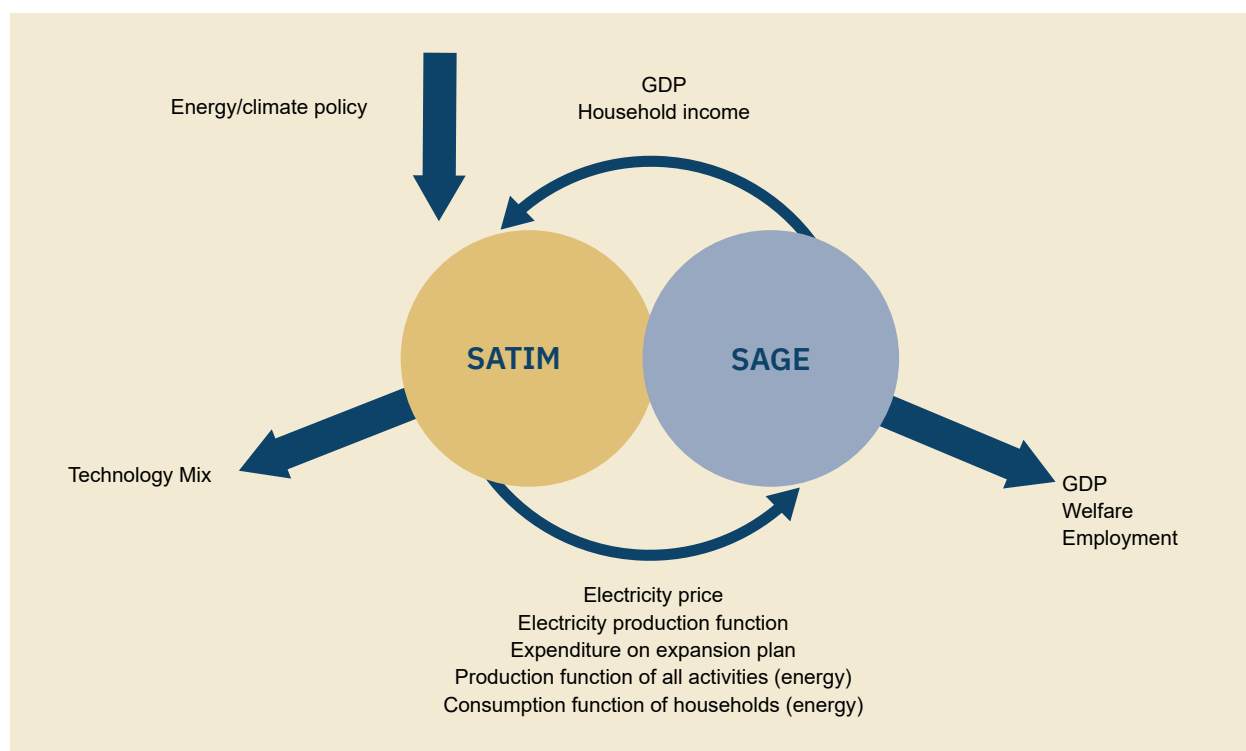 Energy/climate policy
GDP
Household income
SATIM
SAGE
Technology Mix
GDP
Welfare
Employment
Electricity price
Electricity production function
Expenditure on expansion plan
Production function of all activities (energy)
Consumption function of households (energy)